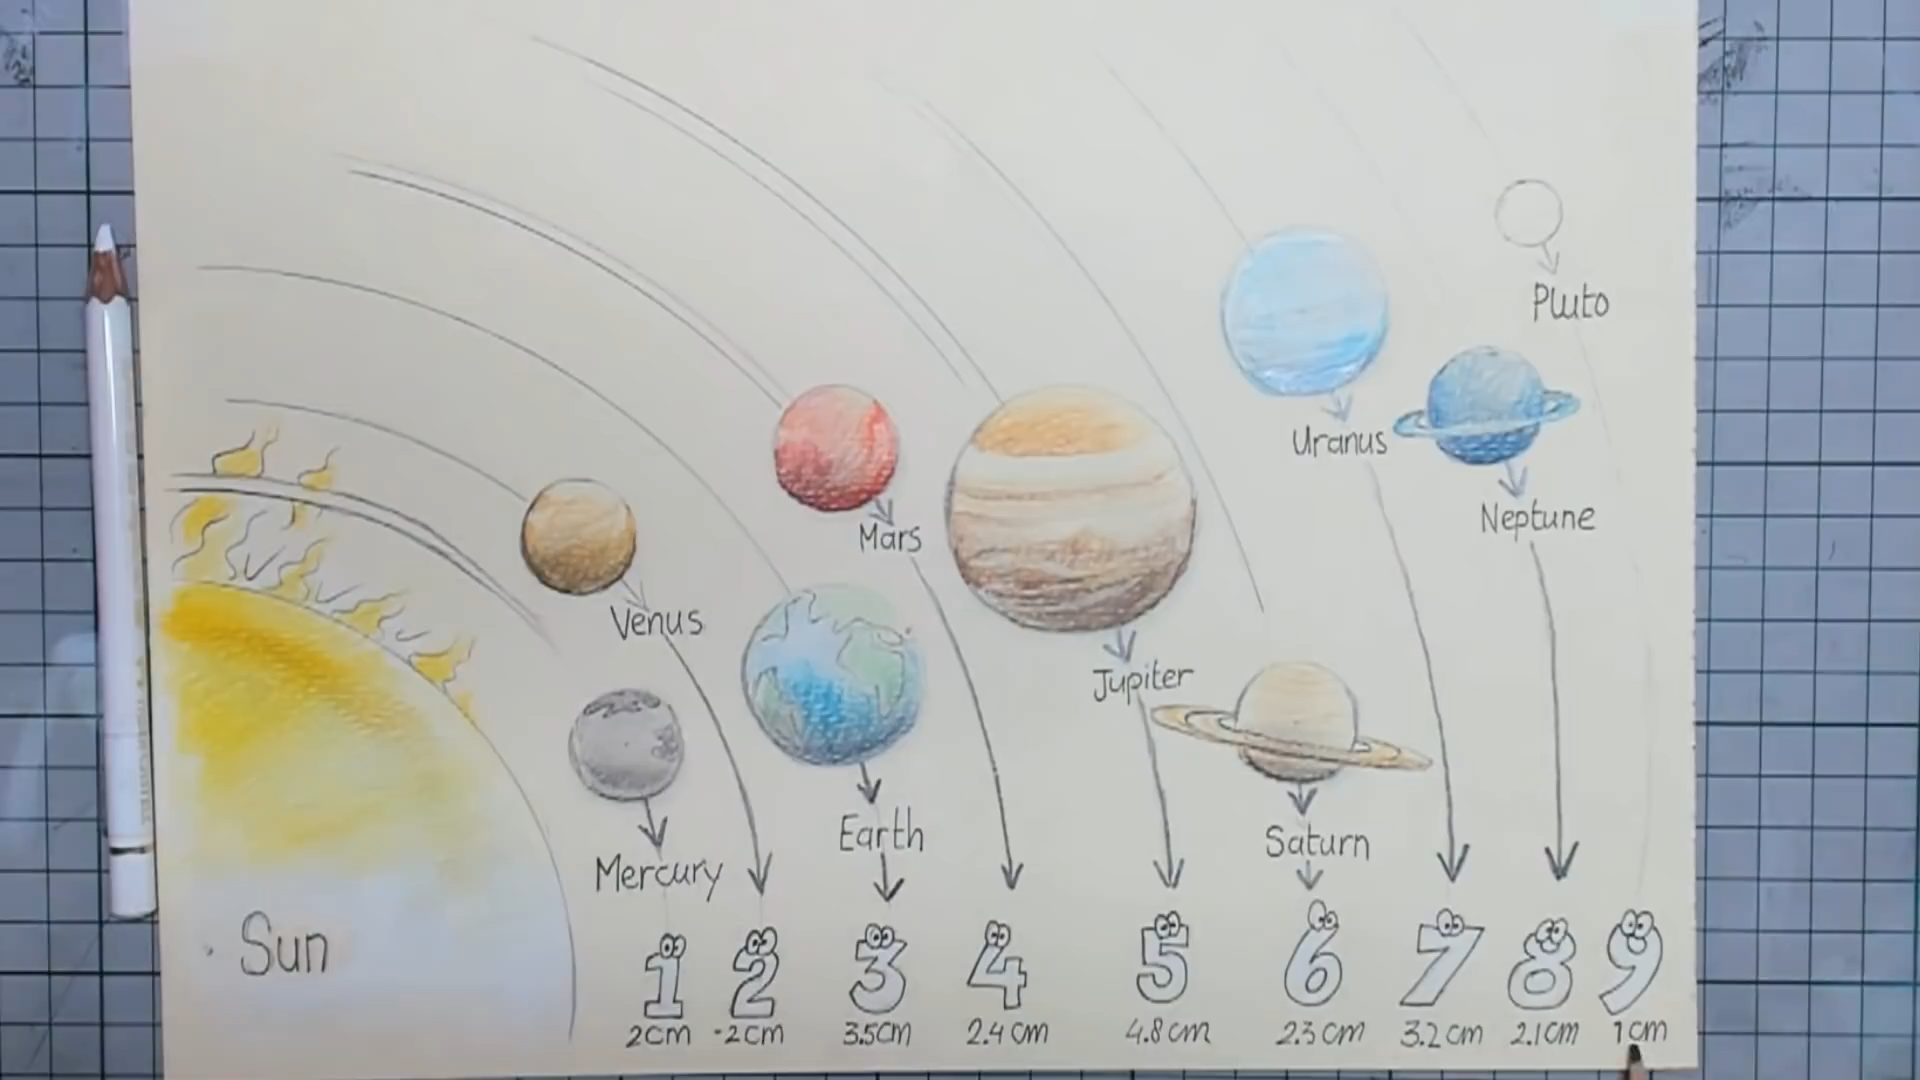 Pluto
Uranus
Neptune
Mars
Venus
Jupiter
Earth
Saturn
Mercury
Sun
1 2 3 4 5 6 7 8 9
2cm -2cm 3.5cm 2.4cm 4.8cm 2.3cm 3.2cm 2.1cm 1cm